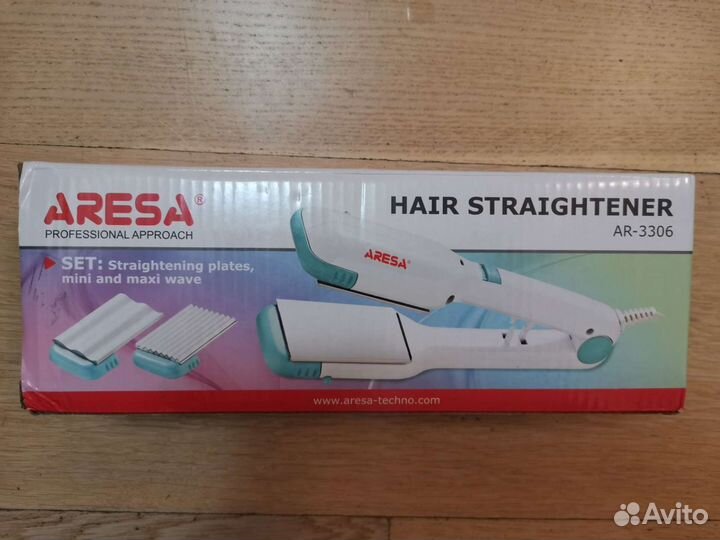 ARESA®
PROFESSIONAL APPROACH
SET: Straightening plates,
mini and maxi wave
HAIR STRAIGHTENER
AR-3306
ARESA®
www.aresa-techno.com
Avito